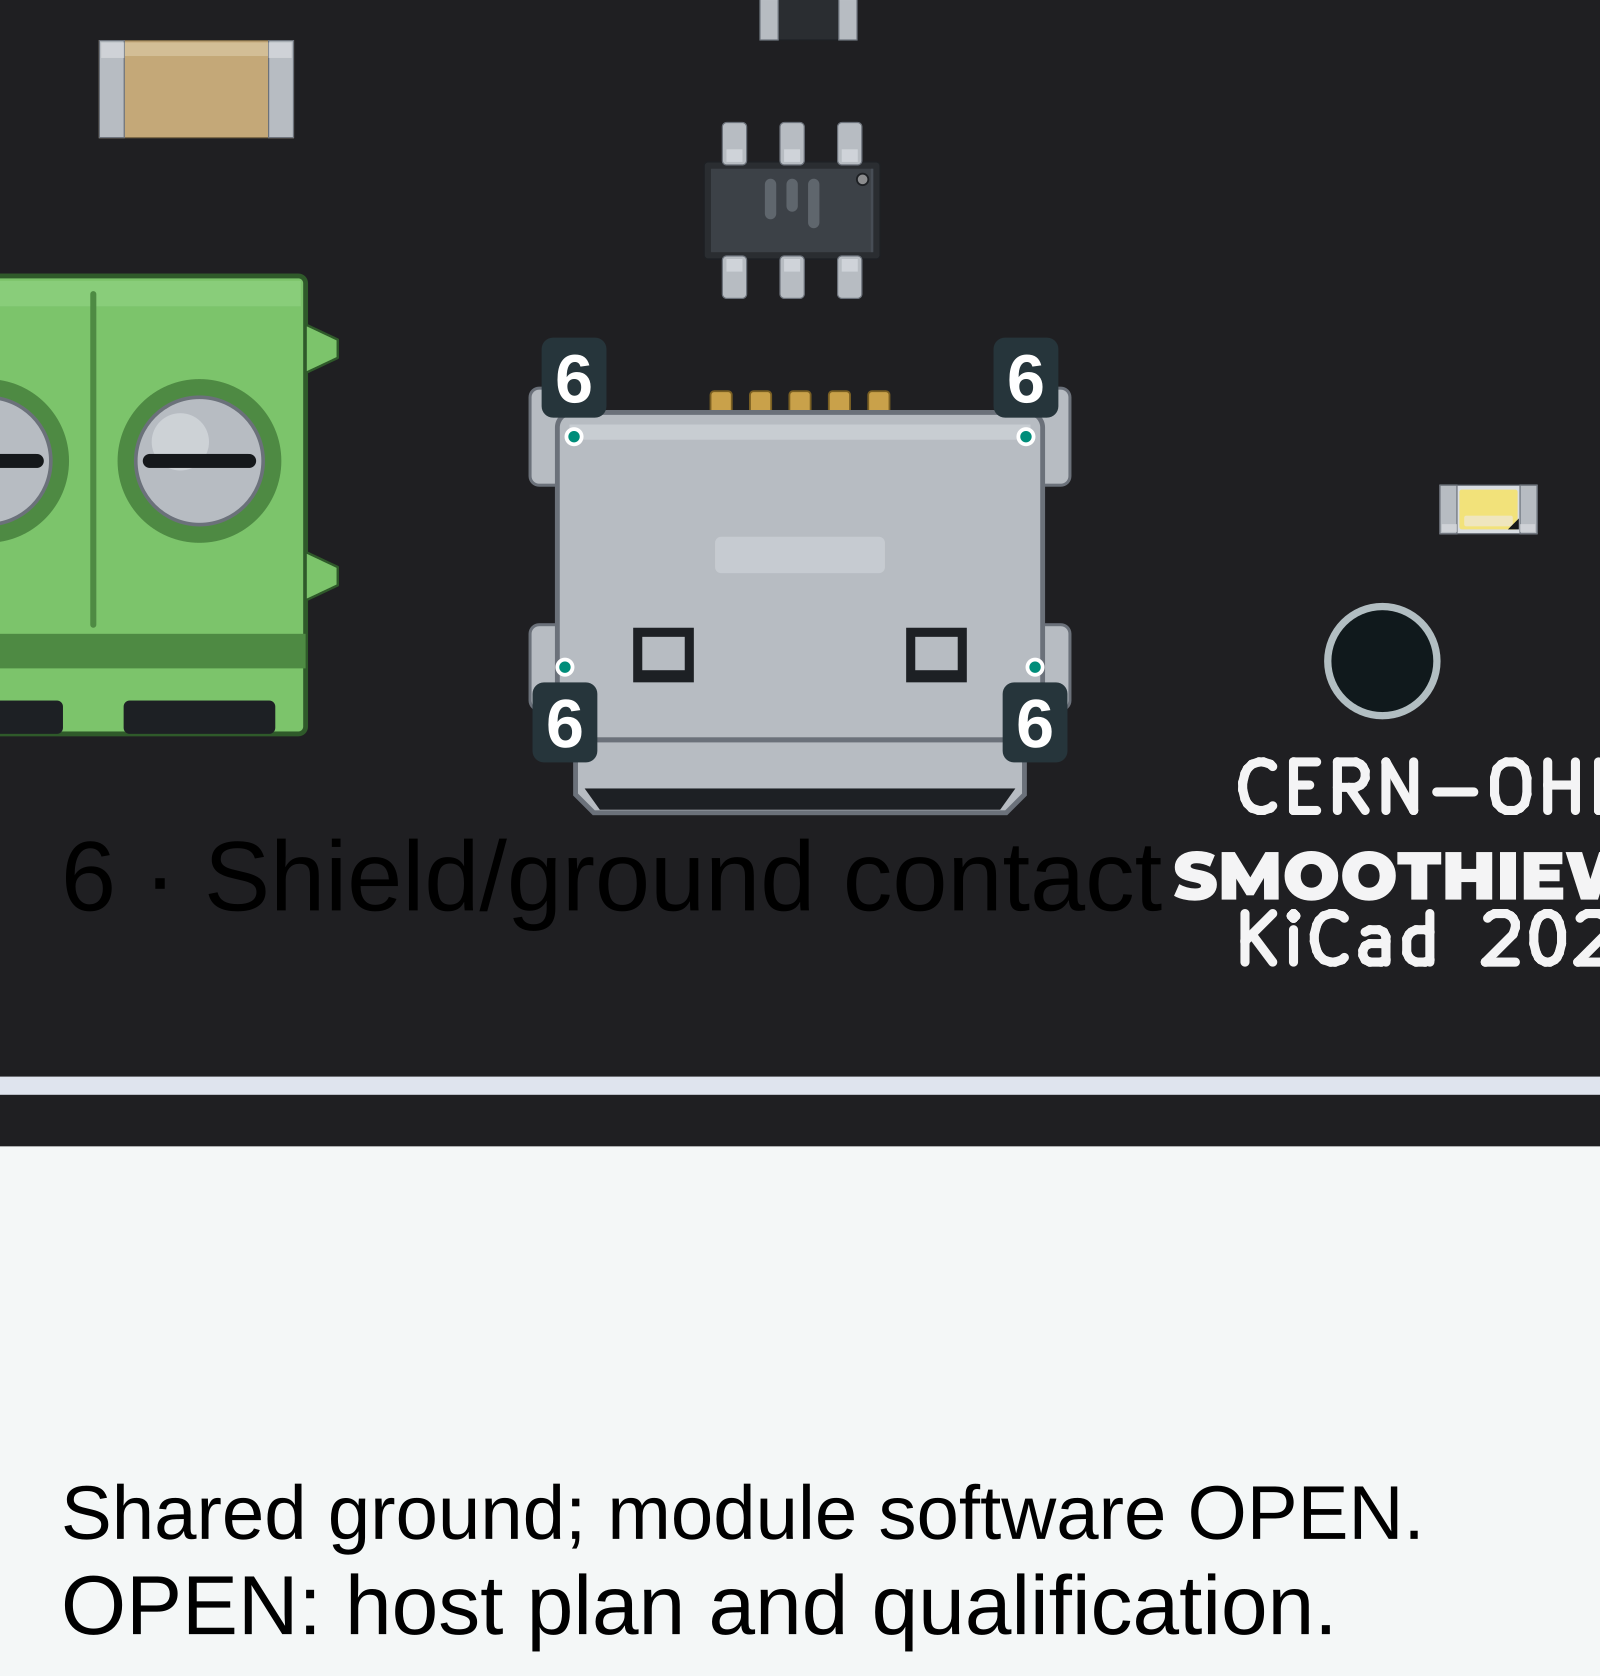 6 6
6 6
CERN-OH
6 · Shield/ground contact
SMOOTHIEW
KiCad 202
Shared ground; module software OPEN.
OPEN: host plan and qualification.